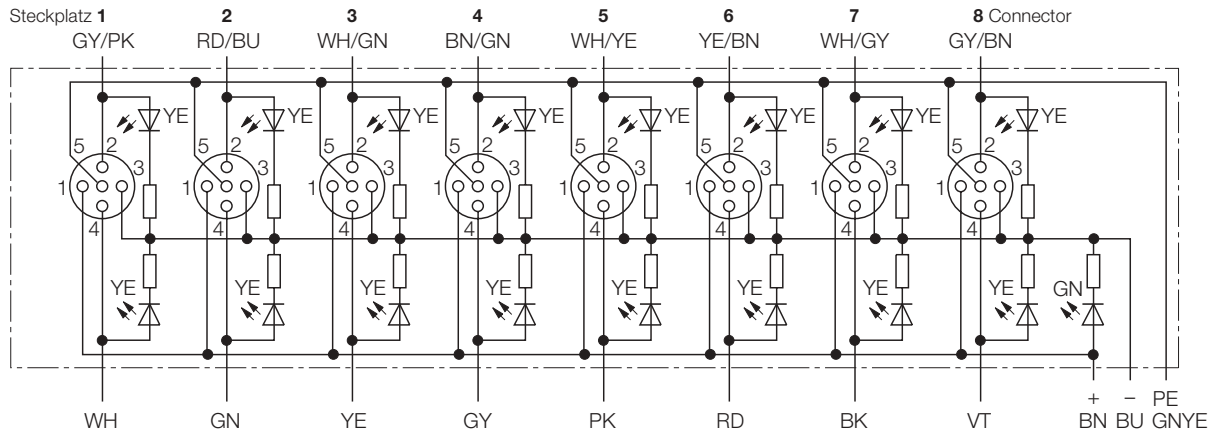 Steckplatz 1 2 3 4 5 6 7 8 Connector
GY/PK RD/BU WH/GN BN/GN WH/YE YE/BN WH/GY GY/BN
YE YE YE YE YE YE YE YE
5 2 5 2 5 2 5 2 5 2 5 2 5 2 5 2
3 3 3 3 3 3 3 3
1 1 1 1 1 1 1 1
4 4 4 4 4 4 4 4
YE YE YE YE YE YE YE YE GN
+ − PE
WH GN YE GY PK RD BK VT BN BU GNYE